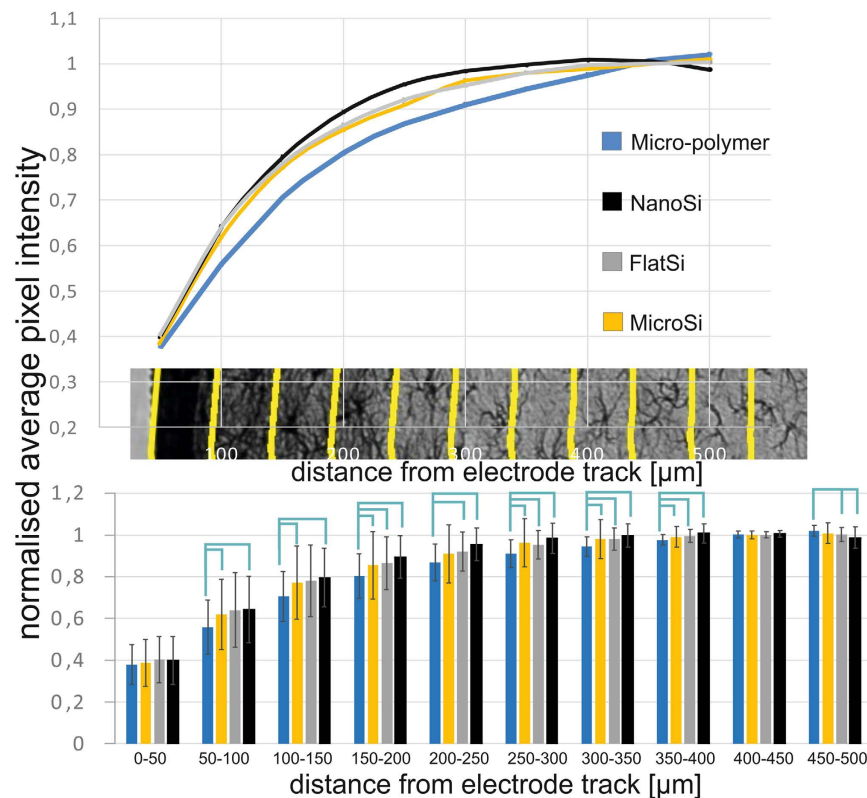 1,1
1
0,9
0,8
0,7
0,6
0,5
0,4
0,3
0,2
normalised average pixel intensity
Micro-polymer
NanoSi
FlatSi
MicroSi
100 200 300 400 500
distance from electrode track [µm]
1,2
1
0,8
0,6
0,4
0,2
0
0-50 50-100 100-150 150-200 200-250 250-300 300-350 350-400 400-450 450-500
distance from electrode track [µm]